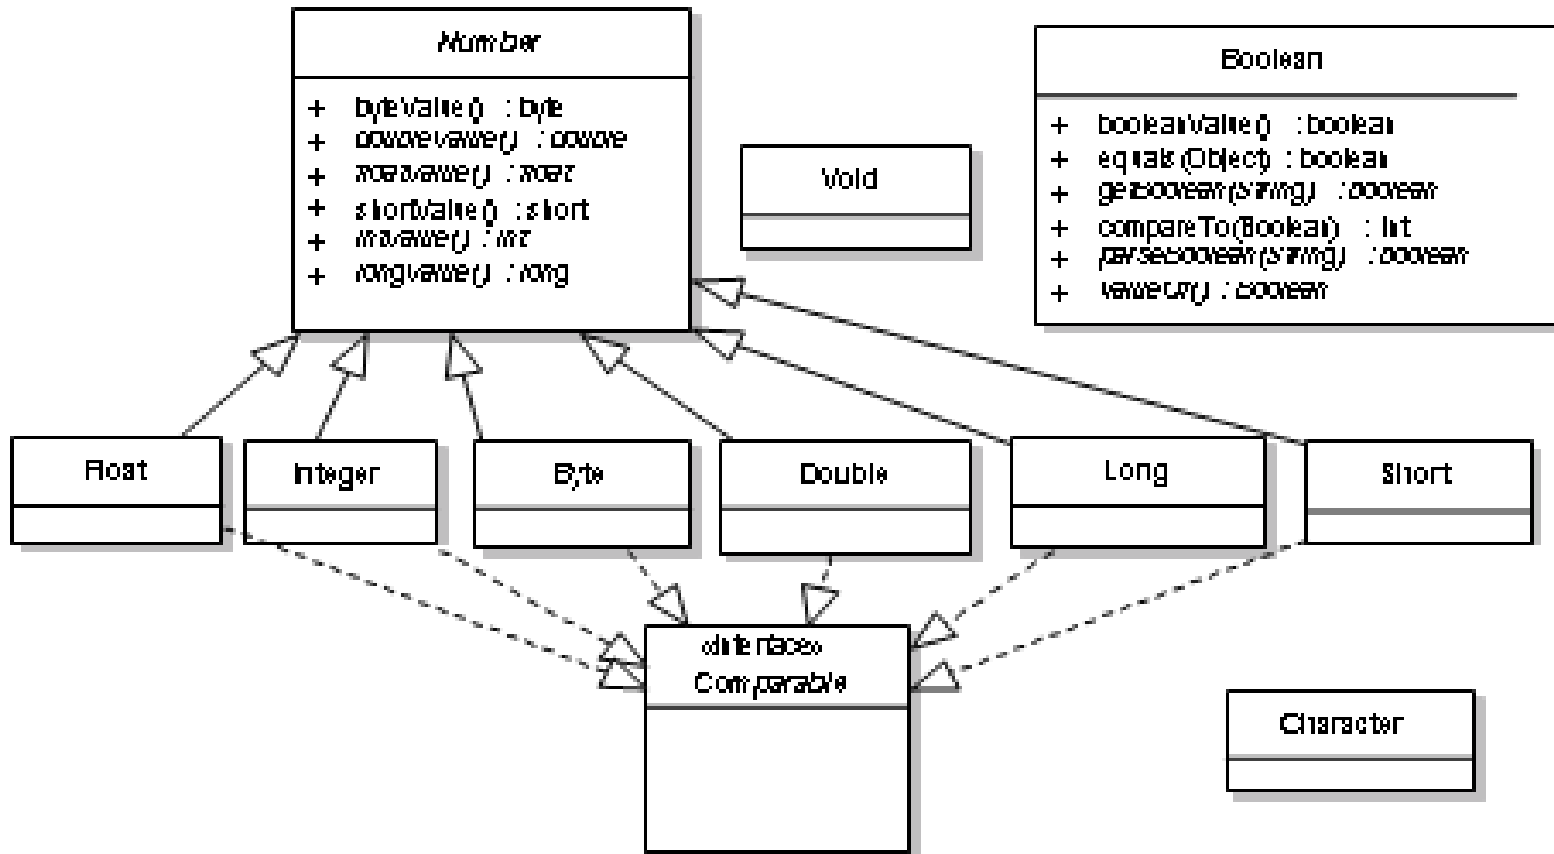 Number
+ byteValue() : byte
+ doubleValue() : double
+ floatValue() : float
+ shortValue() : short
+ intValue() : int
+ longValue() : long
Void
Boolean
+ booleanValue() : boolean
+ equals(Object) : boolean
+ getBoolean(String) : boolean
+ compareTo(Boolean) : int
+ parseBoolean(String) : boolean
+ valueOf() : Boolean
Float
Integer
Byte
Double
Long
Short
«interface»
Comparable
Character